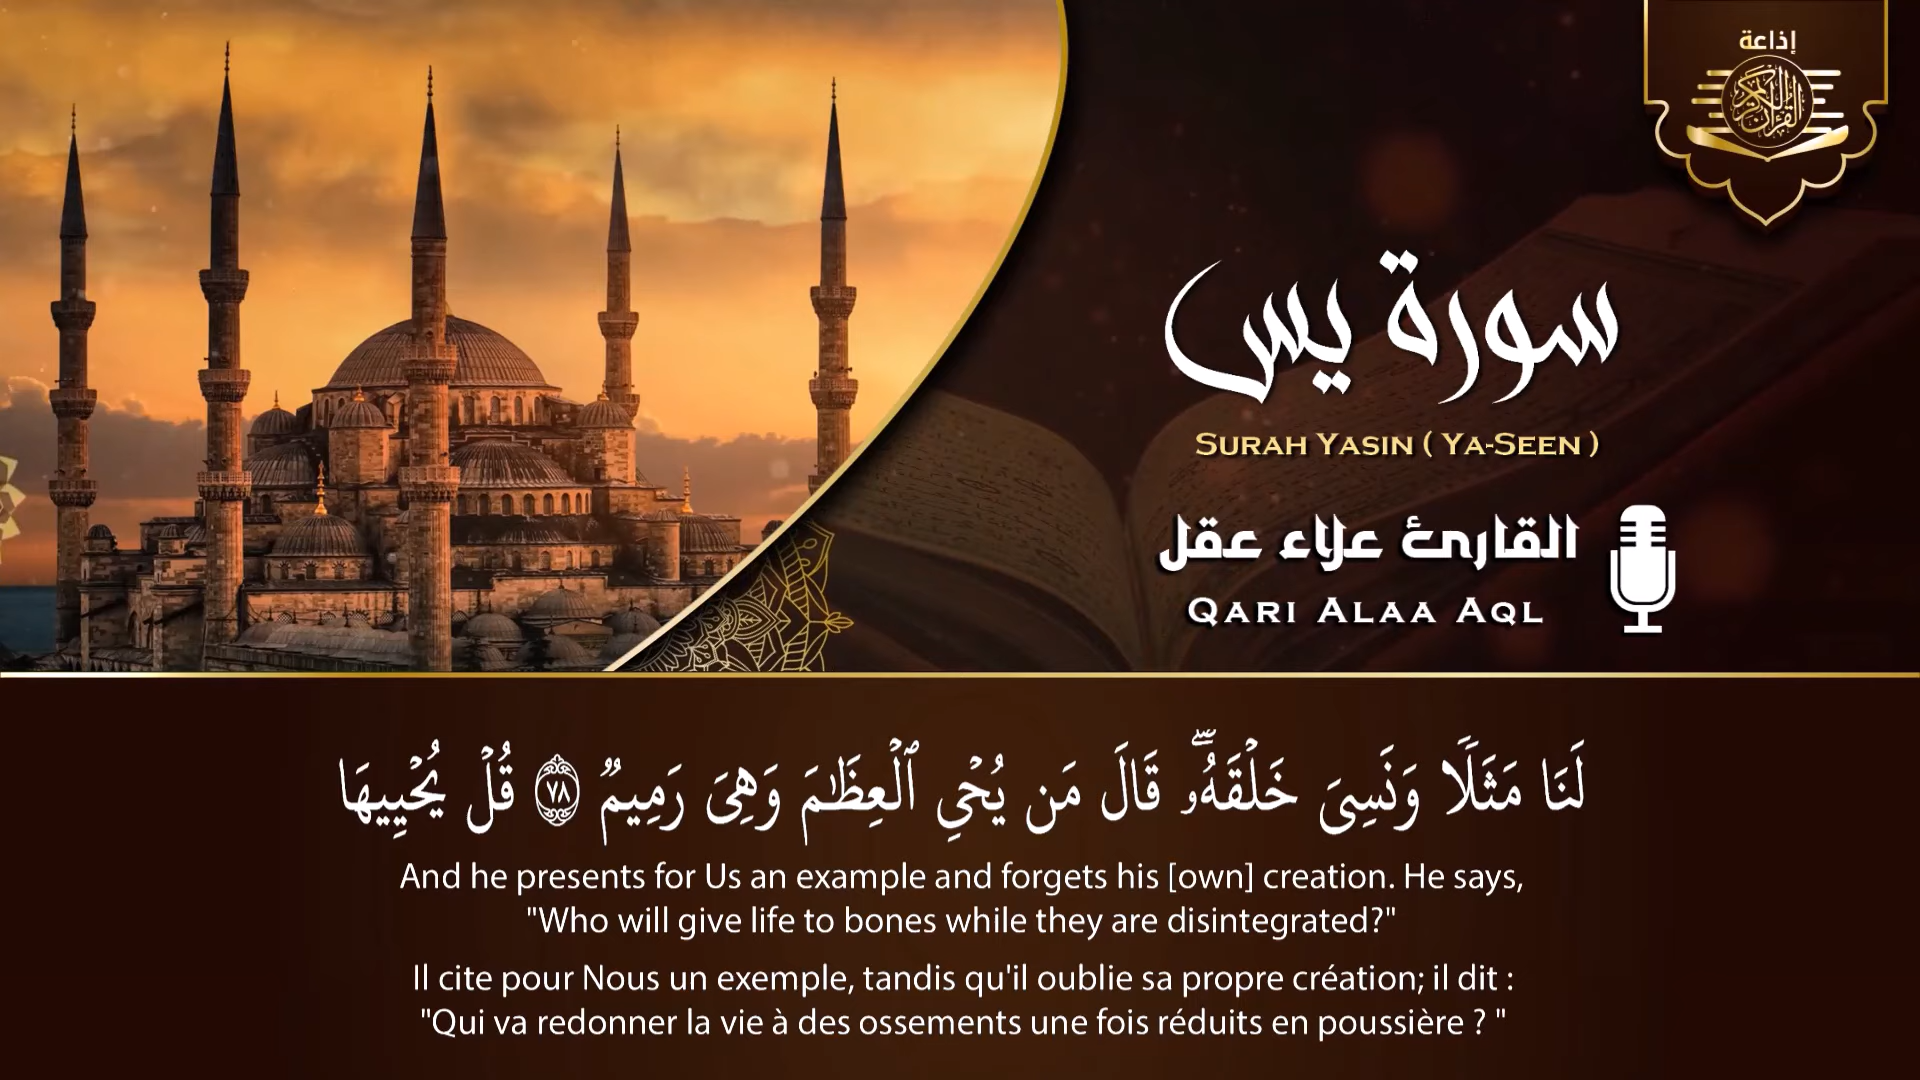 إذاعة
القرآن الكريم
سورة يس
SURAH YASIN ( YA-SEEN )
القارئ علاء عقل
QARI ALAA AQL
لَنَا مَثَلًا وَنَسِىَ خَلْقَهُۥۖ قَالَ مَن يُحْىِ ٱلْعِظَٰمَ وَهِىَ رَمِيمٌ ٧٨ قُلْ يُحْيِيهَا
And he presents for Us an example and forgets his [own] creation. He says,
"Who will give life to bones while they are disintegrated?"
Il cite pour Nous un exemple, tandis qu'il oublie sa propre création; il dit :
"Qui va redonner la vie à des ossements une fois réduits en poussière ? "